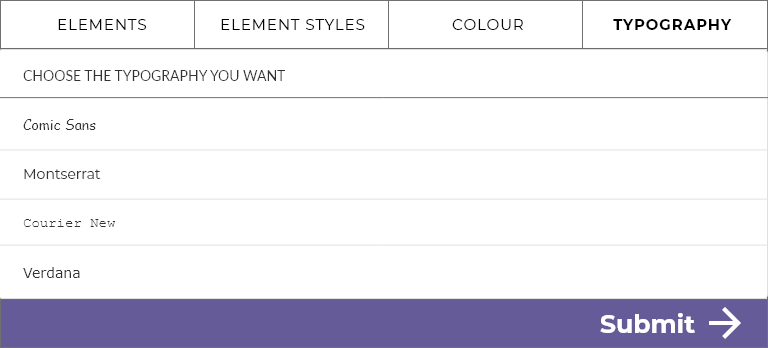 ELEMENTS ELEMENT STYLES COLOUR TYPOGRAPHY
CHOOSE THE TYPOGRAPHY YOU WANT
Comic Sans
Montserrat
Courier New
Verdana
Submit